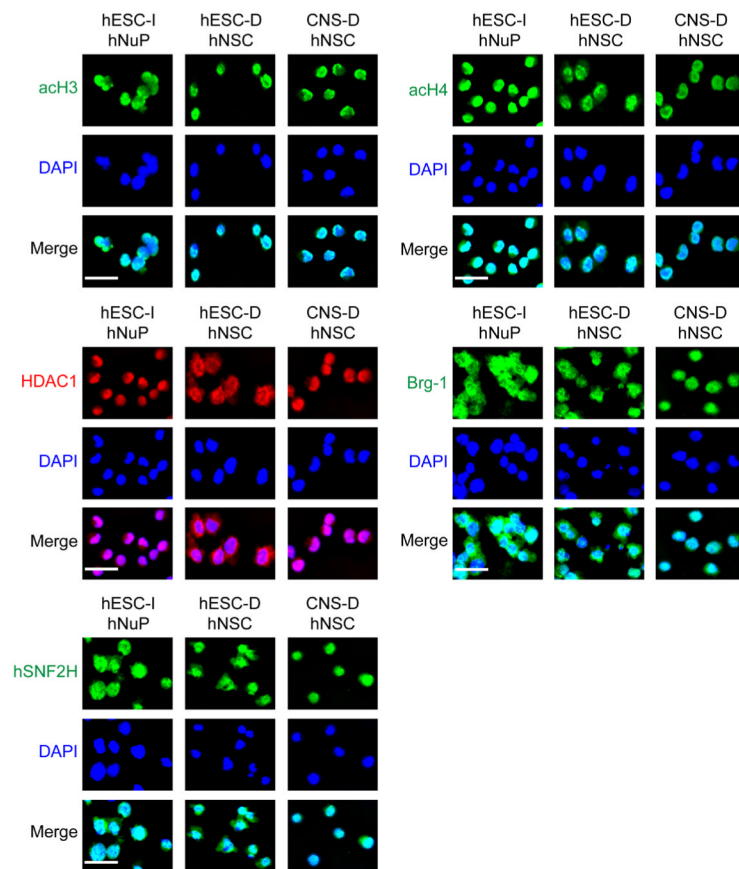 hESC-I hESC-D CNS-D
hNuP hNSC hNSC
acH3
DAPI
Merge
hESC-I hESC-D CNS-D
hNuP hNSC hNSC
acH4
DAPI
Merge
hESC-I hESC-D CNS-D
hNuP hNSC hNSC
HDAC1
DAPI
Merge
hESC-I hESC-D CNS-D
hNuP hNSC hNSC
Brg-1
DAPI
Merge
hESC-I hESC-D CNS-D
hNuP hNSC hNSC
hSNF2H
DAPI
Merge